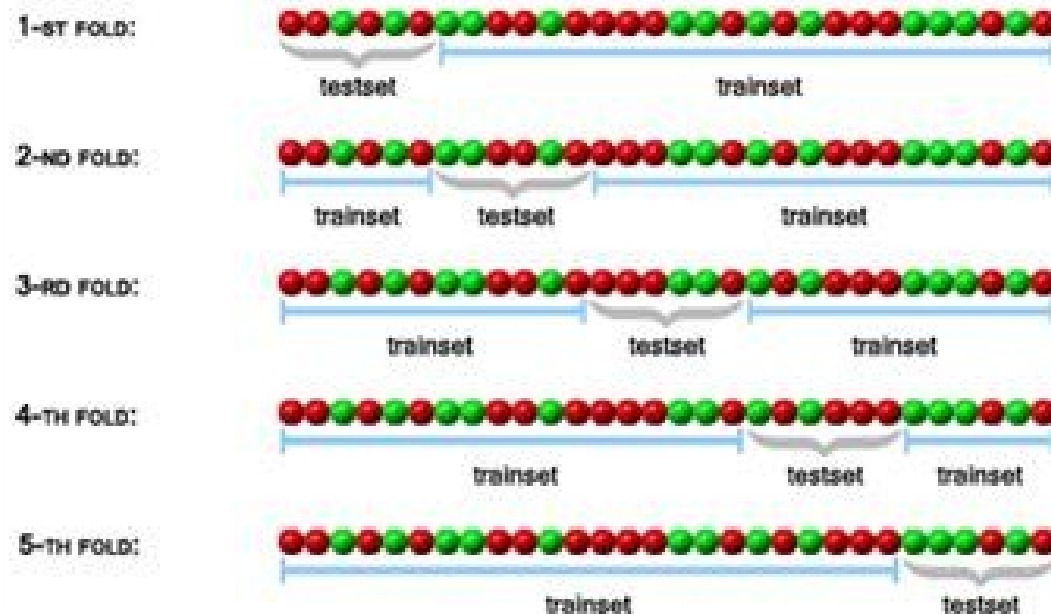 1-ST FOLD:
testset trainset
2-ND FOLD:
trainset testset trainset
3-RD FOLD:
trainset testset trainset
4-TH FOLD:
trainset testset trainset
5-TH FOLD:
trainset testset